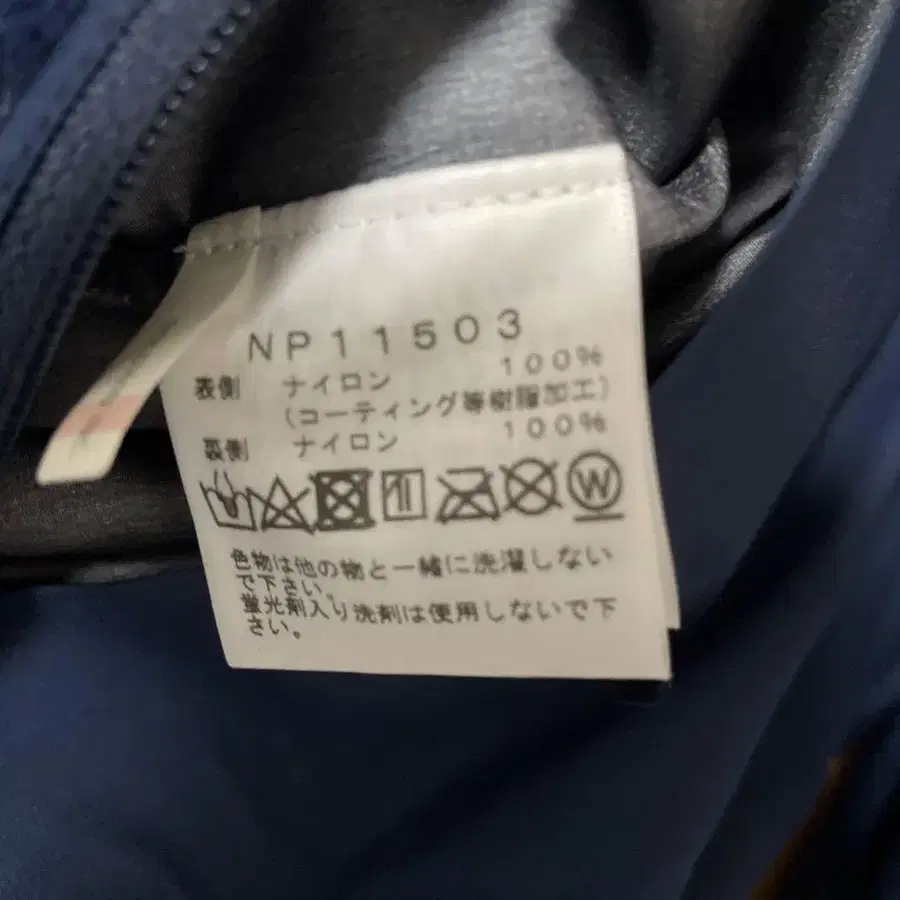 NP11503
表側 ナイロン 100%
(コーティング等樹脂加工)
裏側 ナイロン 100%
W
色物は他の物と一緒に洗濯しない
で下さい。
蛍光剤入り洗剤は使用しないで下
さい。